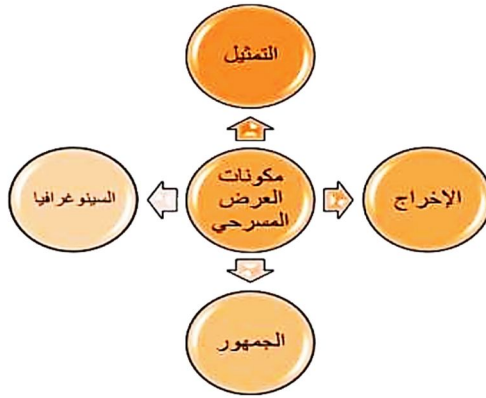 التمثيل
مكونات
العرض
المسرحي
الإخراج
السينوغرافيا
الجمهور